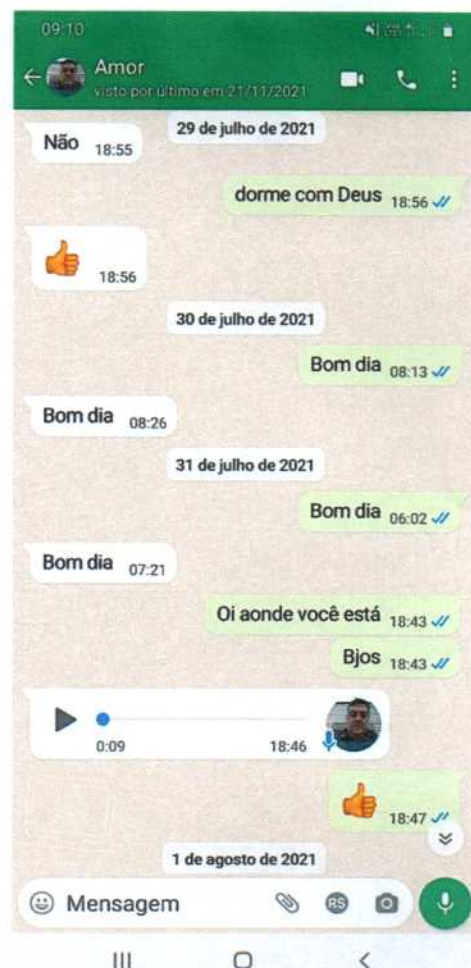 09:10
Amor
visto por último em 21/11/2021
29 de julho de 2021
Não 18:55
dorme com Deus 18:56
18:56
30 de julho de 2021
Bom dia 08:13
Bom dia 08:26
31 de julho de 2021
Bom dia 06:02
Bom dia 07:21
Oi aonde você está 18:43
Bjos 18:43
0:09 18:46
18:47
1 de agosto de 2021
Mensagem RS